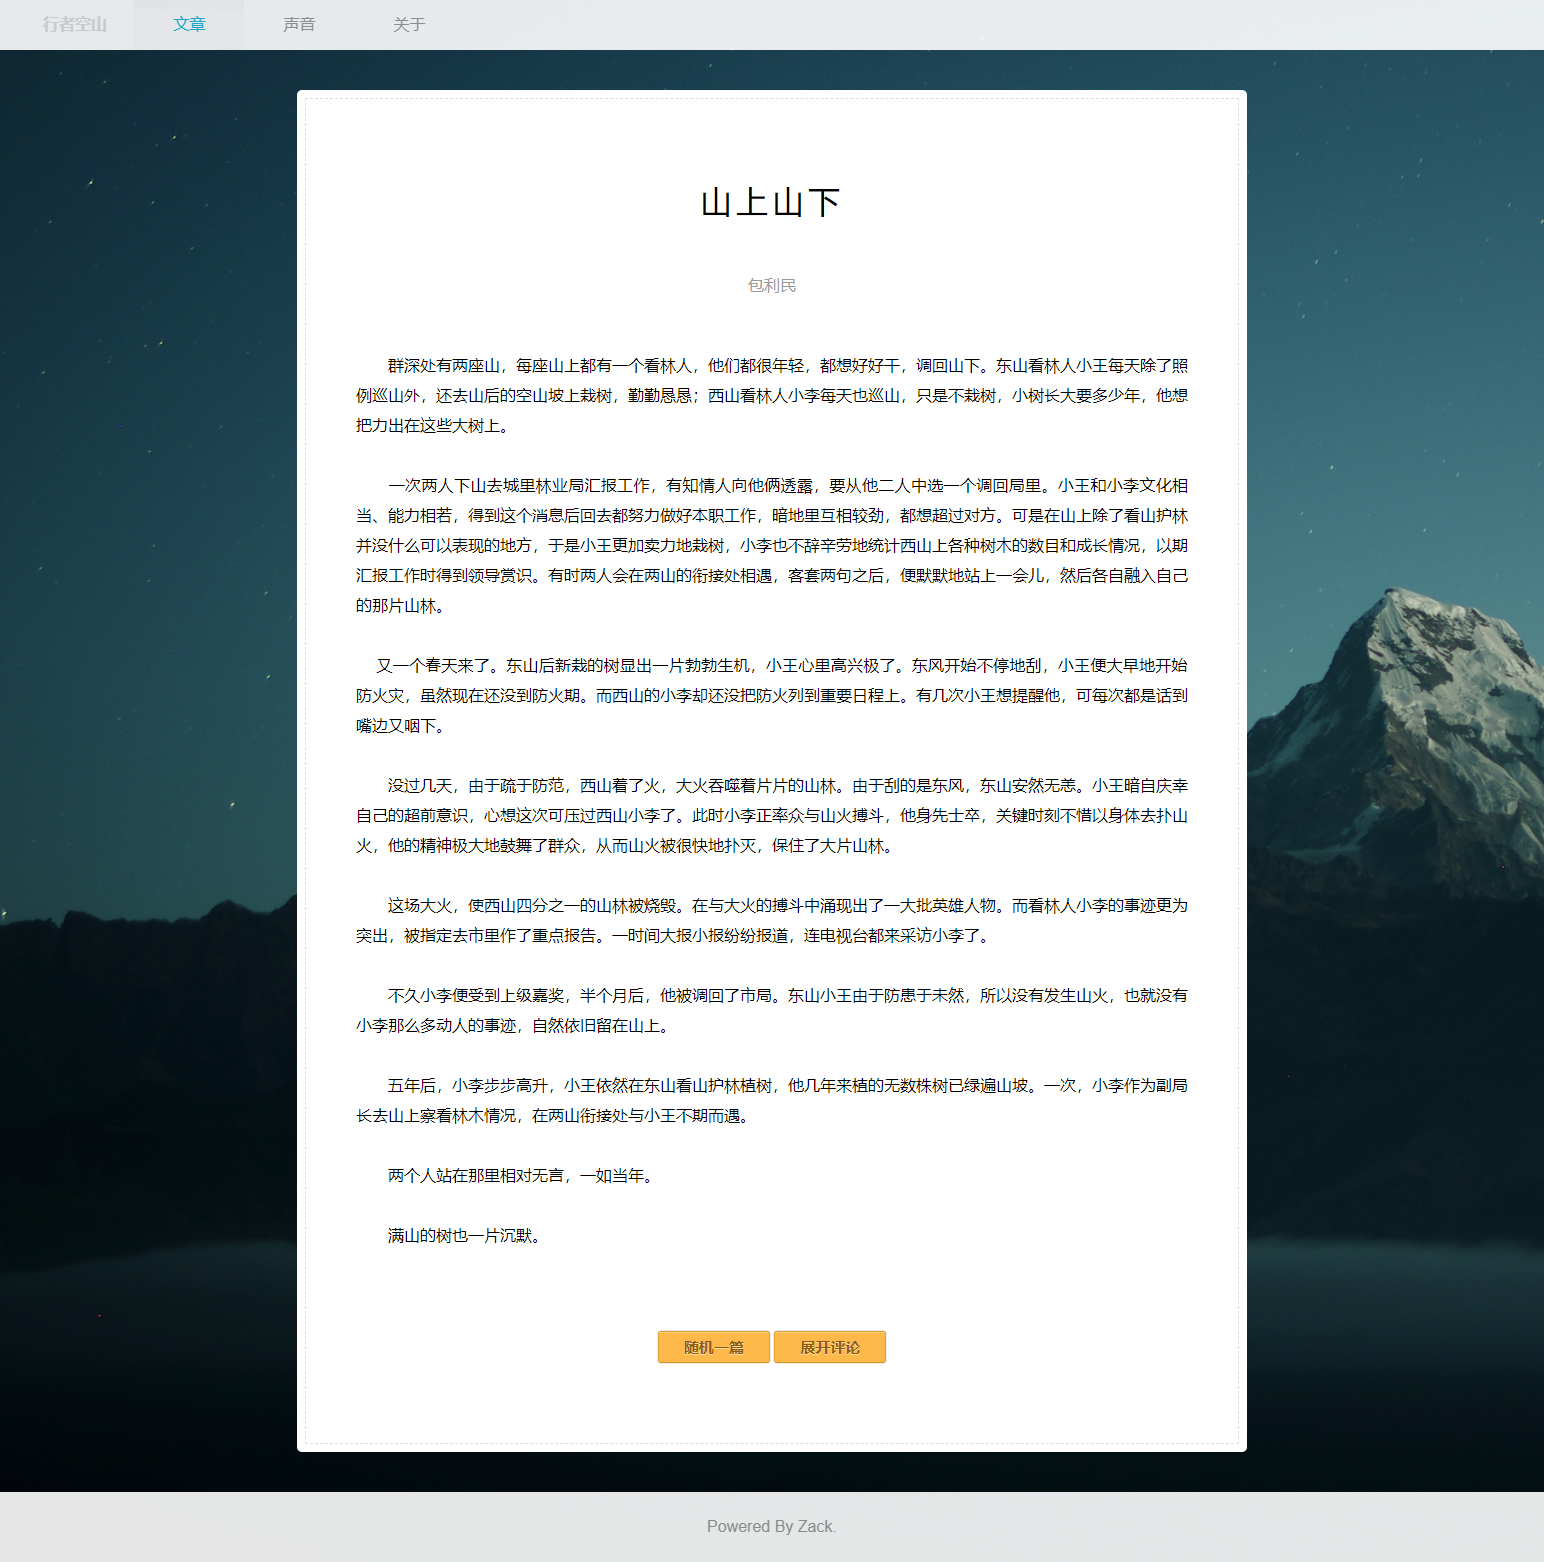 行者空山 文章 声音 关于
山上山下
包利民
群深处有两座山，每座山上都有一个看林人，他们都很年轻，都想好好干，调回山下。东山看林人小王每天除了照
例巡山外，还去山后的空山坡上栽树，勤勤恳恳；西山看林人小李每天也巡山，只是不栽树，小树长大要多少年，他想
把力出在这些大树上。
一次两人下山去城里林业局汇报工作，有知情人向他俩透露，要从他二人中选一个调回局里。小王和小李文化相
当、能力相若，得到这个消息后回去都努力做好本职工作，暗地里互相较劲，都想超过对方。可是在山上除了看山护林
并没什么可以表现的地方，于是小王更加卖力地栽树，小李也不辞辛劳地统计西山上各种树木的数目和成长情况，以期
汇报工作时得到领导赏识。有时两人会在两山的衔接处相遇，客套两句之后，便默默地站上一会儿，然后各自融入自己
的那片山林。
又一个春天来了。东山后新栽的树显出一片勃勃生机，小王心里高兴极了。东风开始不停地刮，小王便大早地开始
防火灾，虽然现在还没到防火期。而西山的小李却还没把防火列到重要日程上。有几次小王想提醒他，可每次都是话到
嘴边又咽下。
没过几天，由于疏于防范，西山着了火，大火吞噬着片片的山林。由于刮的是东风，东山安然无恙。小王暗自庆幸
自己的超前意识，心想这次可压过西山小李了。此时小李正率众与山火搏斗，他身先士卒，关键时刻不惜以身体去扑山
火，他的精神极大地鼓舞了群众，从而山火被很快地扑灭，保住了大片山林。
这场大火，使西山四分之一的山林被烧毁。在与大火的搏斗中涌现出了一大批英雄人物。而看林人小李的事迹更为
突出，被指定去市里作了重点报告。一时间大报小报纷纷报道，连电视台都来采访小李了。
不久小李便受到上级嘉奖，半个月后，他被调回了市局。东山小王由于防患于未然，所以没有发生山火，也就没有
小李那么多动人的事迹，自然依旧留在山上。
五年后，小李步步高升，小王依然在东山看山护林植树，他几年来植的无数株树已绿遍山坡。一次，小李作为副局
长去山上察看林木情况，在两山衔接处与小王不期而遇。
两个人站在那里相对无言，一如当年。
满山的树也一片沉默。
随机一篇 展开评论
Powered By Zack.